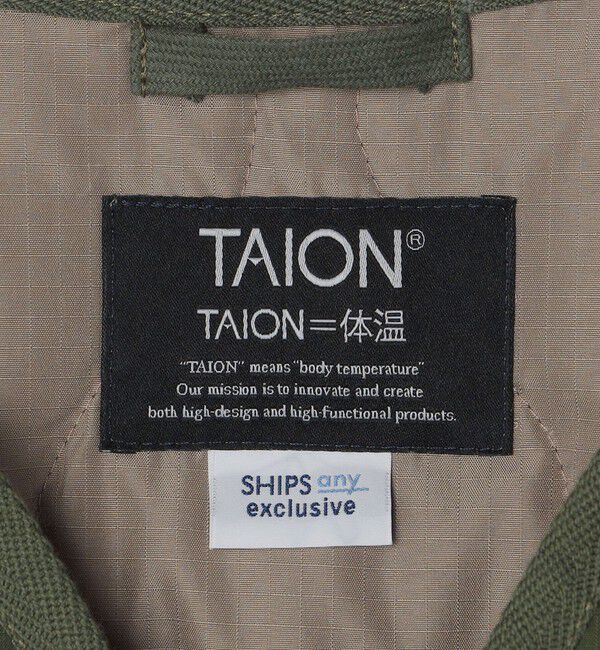 TAION®
TAION=体温
"TAION" means "body temperature"
Our mission is to innovate and create
both high-design and high-functional products.
SHIPS any
exclusive